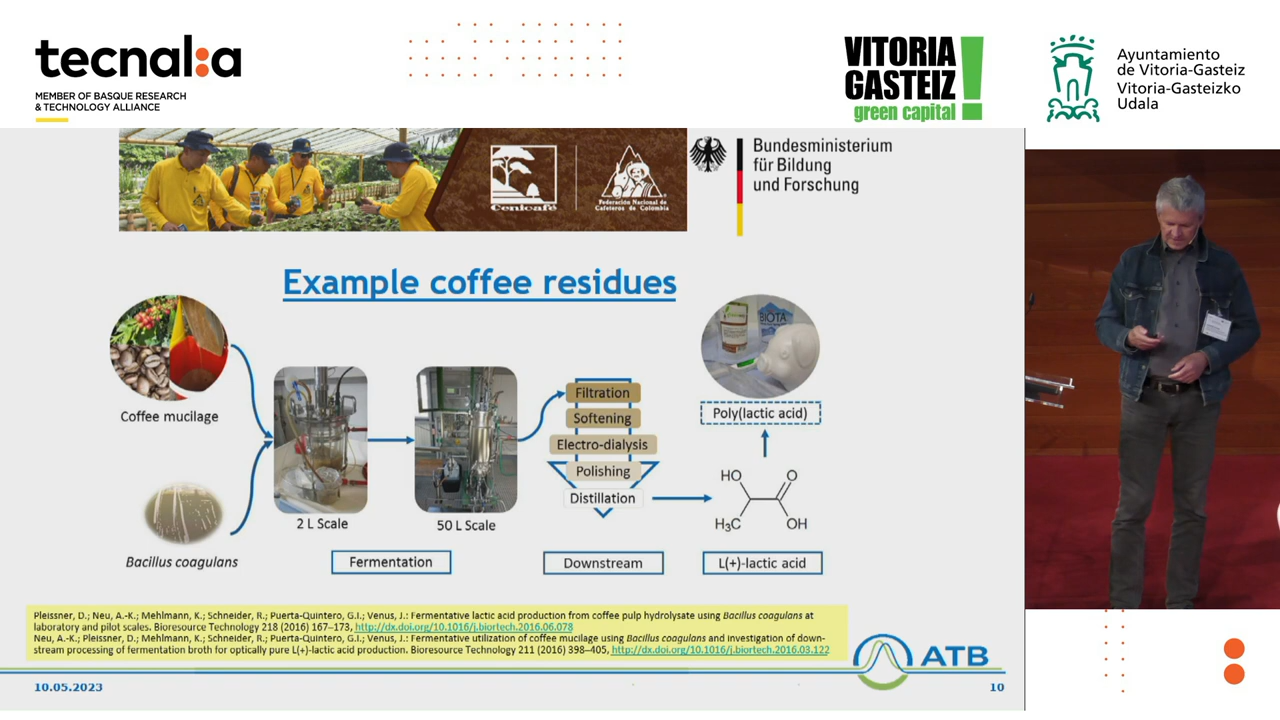 tecnal:a
MEMBER OF BASQUE RESEARCH
& TECHNOLOGY ALLIANCE
VITORIA
GASTEIZ
green capital
Ayuntamiento
de Vitoria-Gasteiz
Vitoria-Gasteizko
Udala
Cenicafé
Federación Nacional de
Cafeteros de Colombia
Bundesministerium
für Bildung
und Forschung
Example coffee residues
Coffee mucilage
Bacillus coagulans
2 L Scale
50 L Scale
Fermentation
Filtration
Softening
Electro-dialysis
Polishing
Distillation
Downstream
BIOTA
Poly(lactic acid)
HO
O
H₃C
OH
L(+)-lactic acid
Pleissner, D.; Neu, A.-K.; Mehlmann, K.; Schneider, R.; Puerta-Quintero, G.I.; Venus, J.: Fermentative lactic acid production from coffee pulp hydrolysate using Bacillus coagulans at
laboratory and pilot scales. Bioresource Technology 218 (2016) 167–173, http://dx.doi.org/10.1016/j.biortech.2016.06.078
Neu, A.-K.; Pleissner, D.; Mehlmann, K.; Schneider, R.; Puerta-Quintero, G.I.; Venus, J.: Fermentative utilization of coffee mucilage using Bacillus coagulans and investigation of down-
stream processing of fermentation broth for optically pure L(+)-lactic acid production. Bioresource Technology 211 (2016) 398–405, http://dx.doi.org/10.1016/j.biortech.2016.03.122
ATB
10.05.2023
10